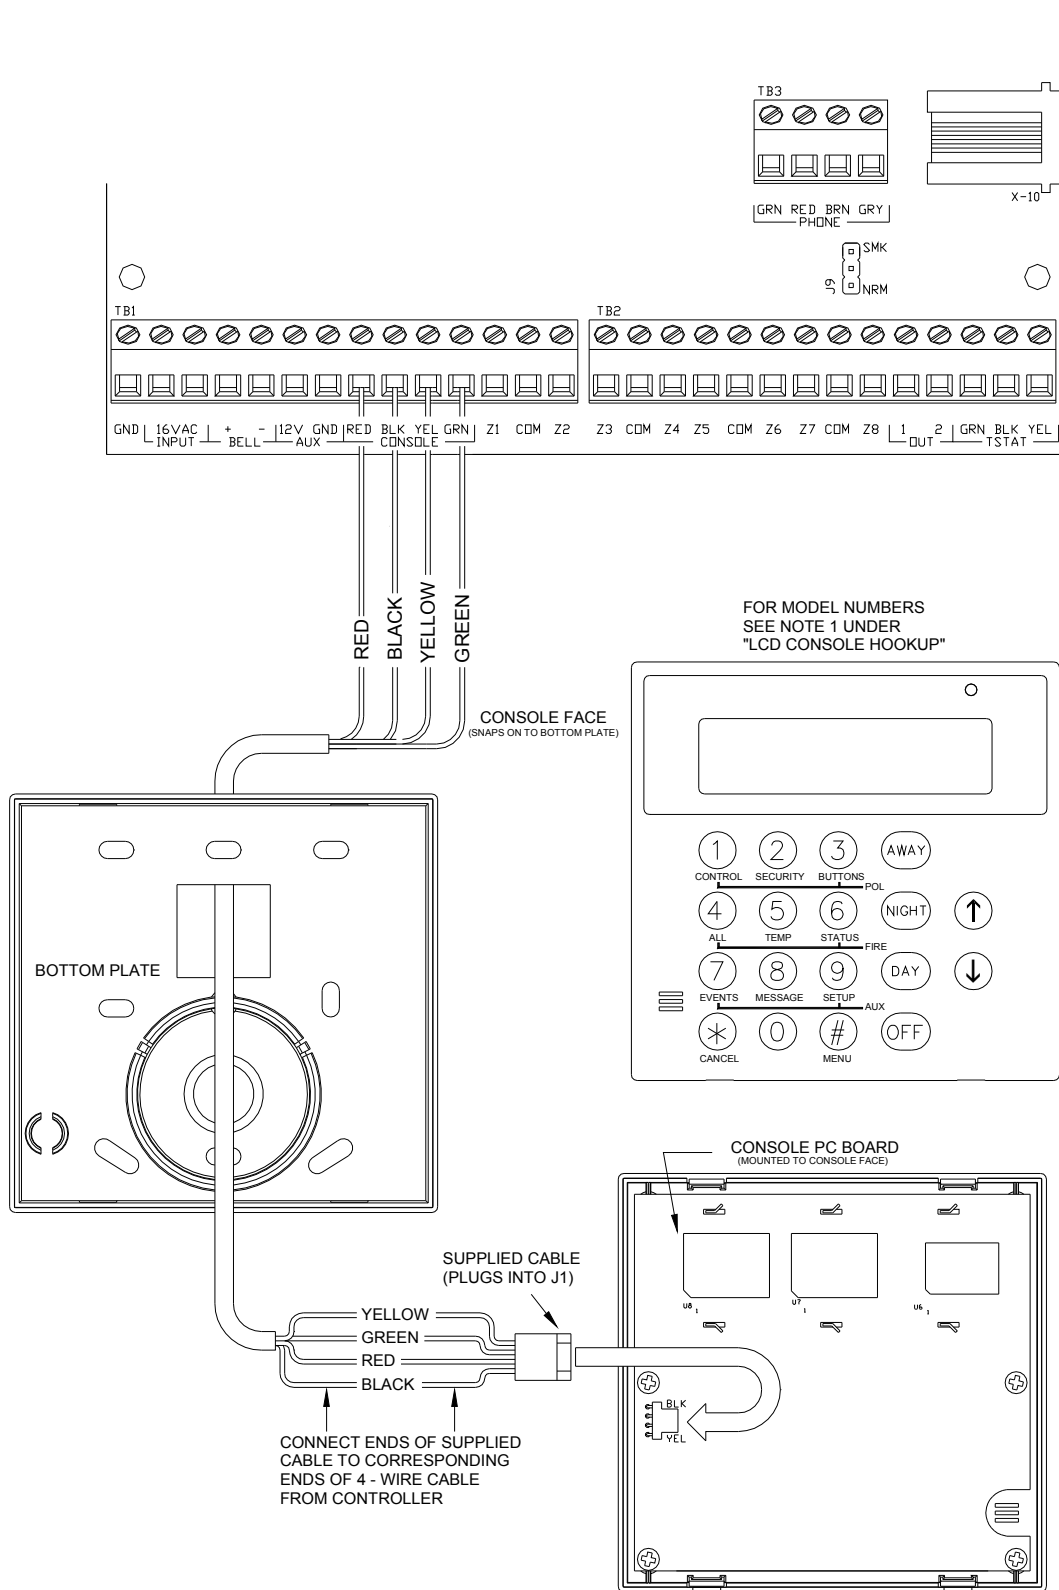 TB3
GRN RED BRN GRY
PHONE
X-10
SMK
J9
NRM
TB1
TB2
GND 16VAC + - 12V GND RED BLK YEL GRN Z1 COM Z2 Z3 COM Z4 Z5 COM Z6 Z7 COM Z8 1 2 GRN BLK YEL
INPUT BELL AUX CONSOLE OUT TSTAT
RED
BLACK
YELLOW
GREEN
FOR MODEL NUMBERS
SEE NOTE 1 UNDER
"LCD CONSOLE HOOKUP"
CONSOLE FACE
(SNAPS ON TO BOTTOM PLATE)
1 2 3 AWAY
CONTROL SECURITY BUTTONS
POL
4 5 6 NIGHT ↑
ALL TEMP STATUS
FIRE
7 8 9 DAY ↓
EVENTS MESSAGE SETUP
AUX
* 0 # OFF
CANCEL MENU
BOTTOM PLATE
CONSOLE PC BOARD
(MOUNTED TO CONSOLE FACE)
U8 1
U7 1
U6 1
SUPPLIED CABLE
(PLUGS INTO J1)
YELLOW
GREEN
RED
BLACK
BLK
YEL
CONNECT ENDS OF SUPPLIED
CABLE TO CORRESPONDING
ENDS OF 4 - WIRE CABLE
FROM CONTROLLER